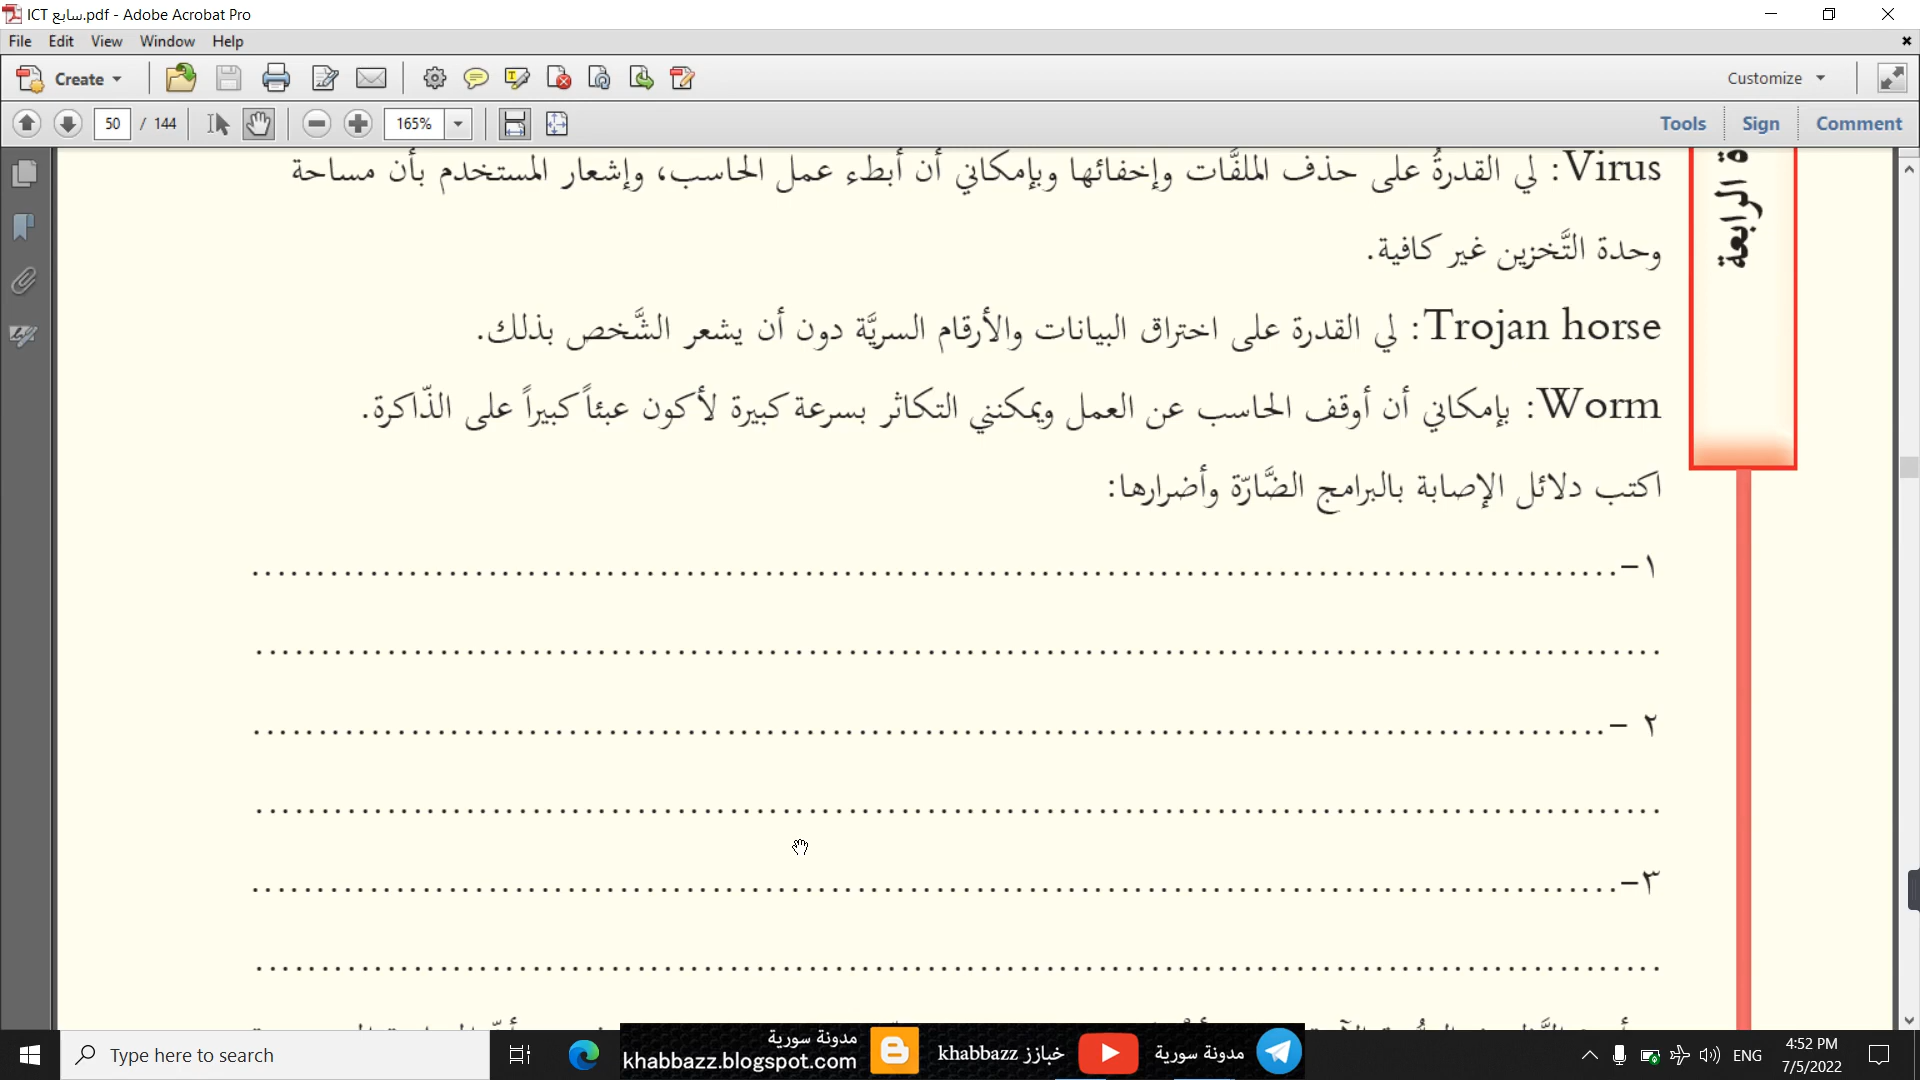 ICT سابع.pdf - Adobe Acrobat Pro
File Edit View Window Help
Create
Customize
50 / 144
165%
Tools Sign Comment
Virus: لي القدرةُ على حذف الملفَّات وإخفائها وبإمكاني أن أبطء عمل الحاسب، وإشعار المستخدم بأن مساحة
وحدة التَّخزين غير كافية.
Trojan horse: لي القدرة على اختراق البيانات والأرقام السريَّة دون أن يشعر الشَّخص بذلك.
Worm: بإمكاني أن أوقف الحاسب عن العمل ويمكنني التكاثر بسرعة كبيرة لأكون عبئاً كبيراً على الذّاكرة.
اكتب دلائل الإصابة بالبرامج الضَّارّة وأضرارها:
١-
٢ -
٣-
ة الرابعة
Type here to search
مدونة سورية
khabbazz.blogspot.com
خبازز khabbazz
مدونة سورية
ENG
4:52 PM
7/5/2022